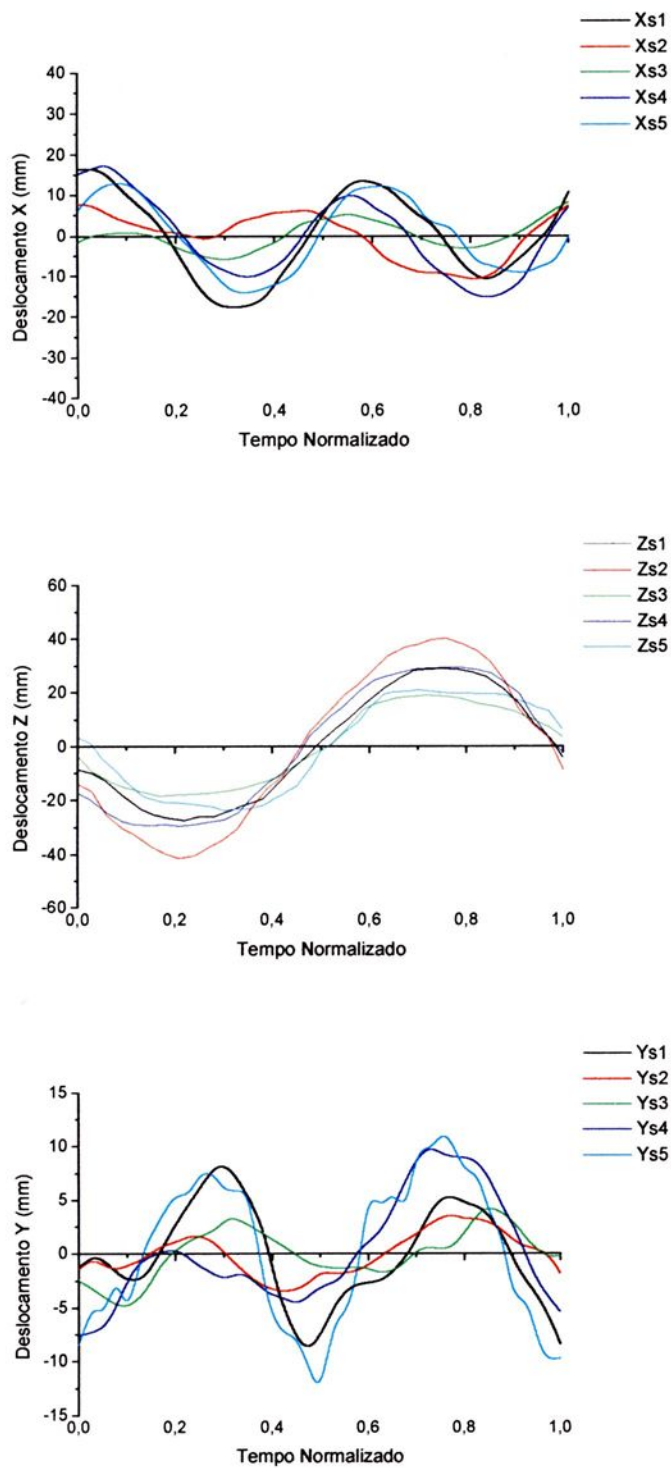 Xs1
Xs2
Xs3
Xs4
Xs5
Deslocamento X (mm)
40
30
20
10
0
-10
-20
-30
-40
0,0 0,2 0,4 0,6 0,8 1,0
Tempo Normalizado
Zs1
Zs2
Zs3
Zs4
Zs5
Deslocamento Z (mm)
60
40
20
0
-20
-40
-60
0,0 0,2 0,4 0,6 0,8 1,0
Tempo Normalizado
Ys1
Ys2
Ys3
Ys4
Ys5
Deslocamento Y (mm)
15
10
5
0
-5
-10
-15
0,0 0,2 0,4 0,6 0,8 1,0
Tempo Normalizado